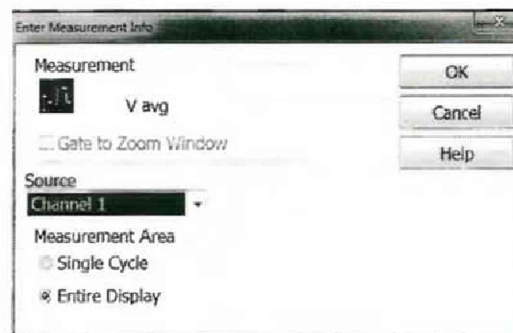 Enter Measurement Info
Measurement
OK
V avg
Cancel
Gate to Zoom Window
Help
Source
Channel 1
Measurement Area
Single Cycle
Entire Display